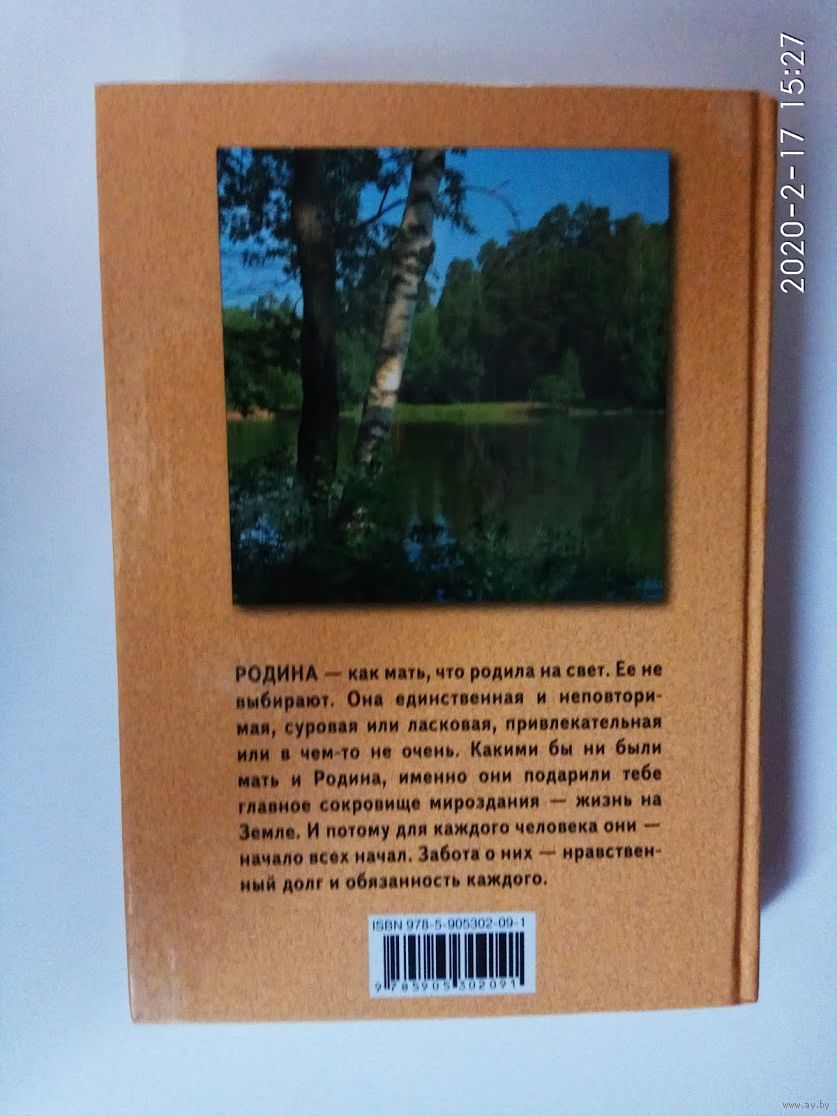 2020-2-17 15:27
РОДИНА — как мать, что родила на свет. Ее не
выбирают. Она единственная и неповтори-
мая, суровая или ласковая, привлекательная
или в чем-то не очень. Какими бы ни были
мать и Родина, именно они подарили тебе
главное сокровище мироздания — жизнь на
Земле. И потому для каждого человека они —
начало всех начал. Забота о них — нравствен-
ный долг и обязанность каждого.
ISBN 978-5-905302-09-1
9 785905 302091
www.ay.by